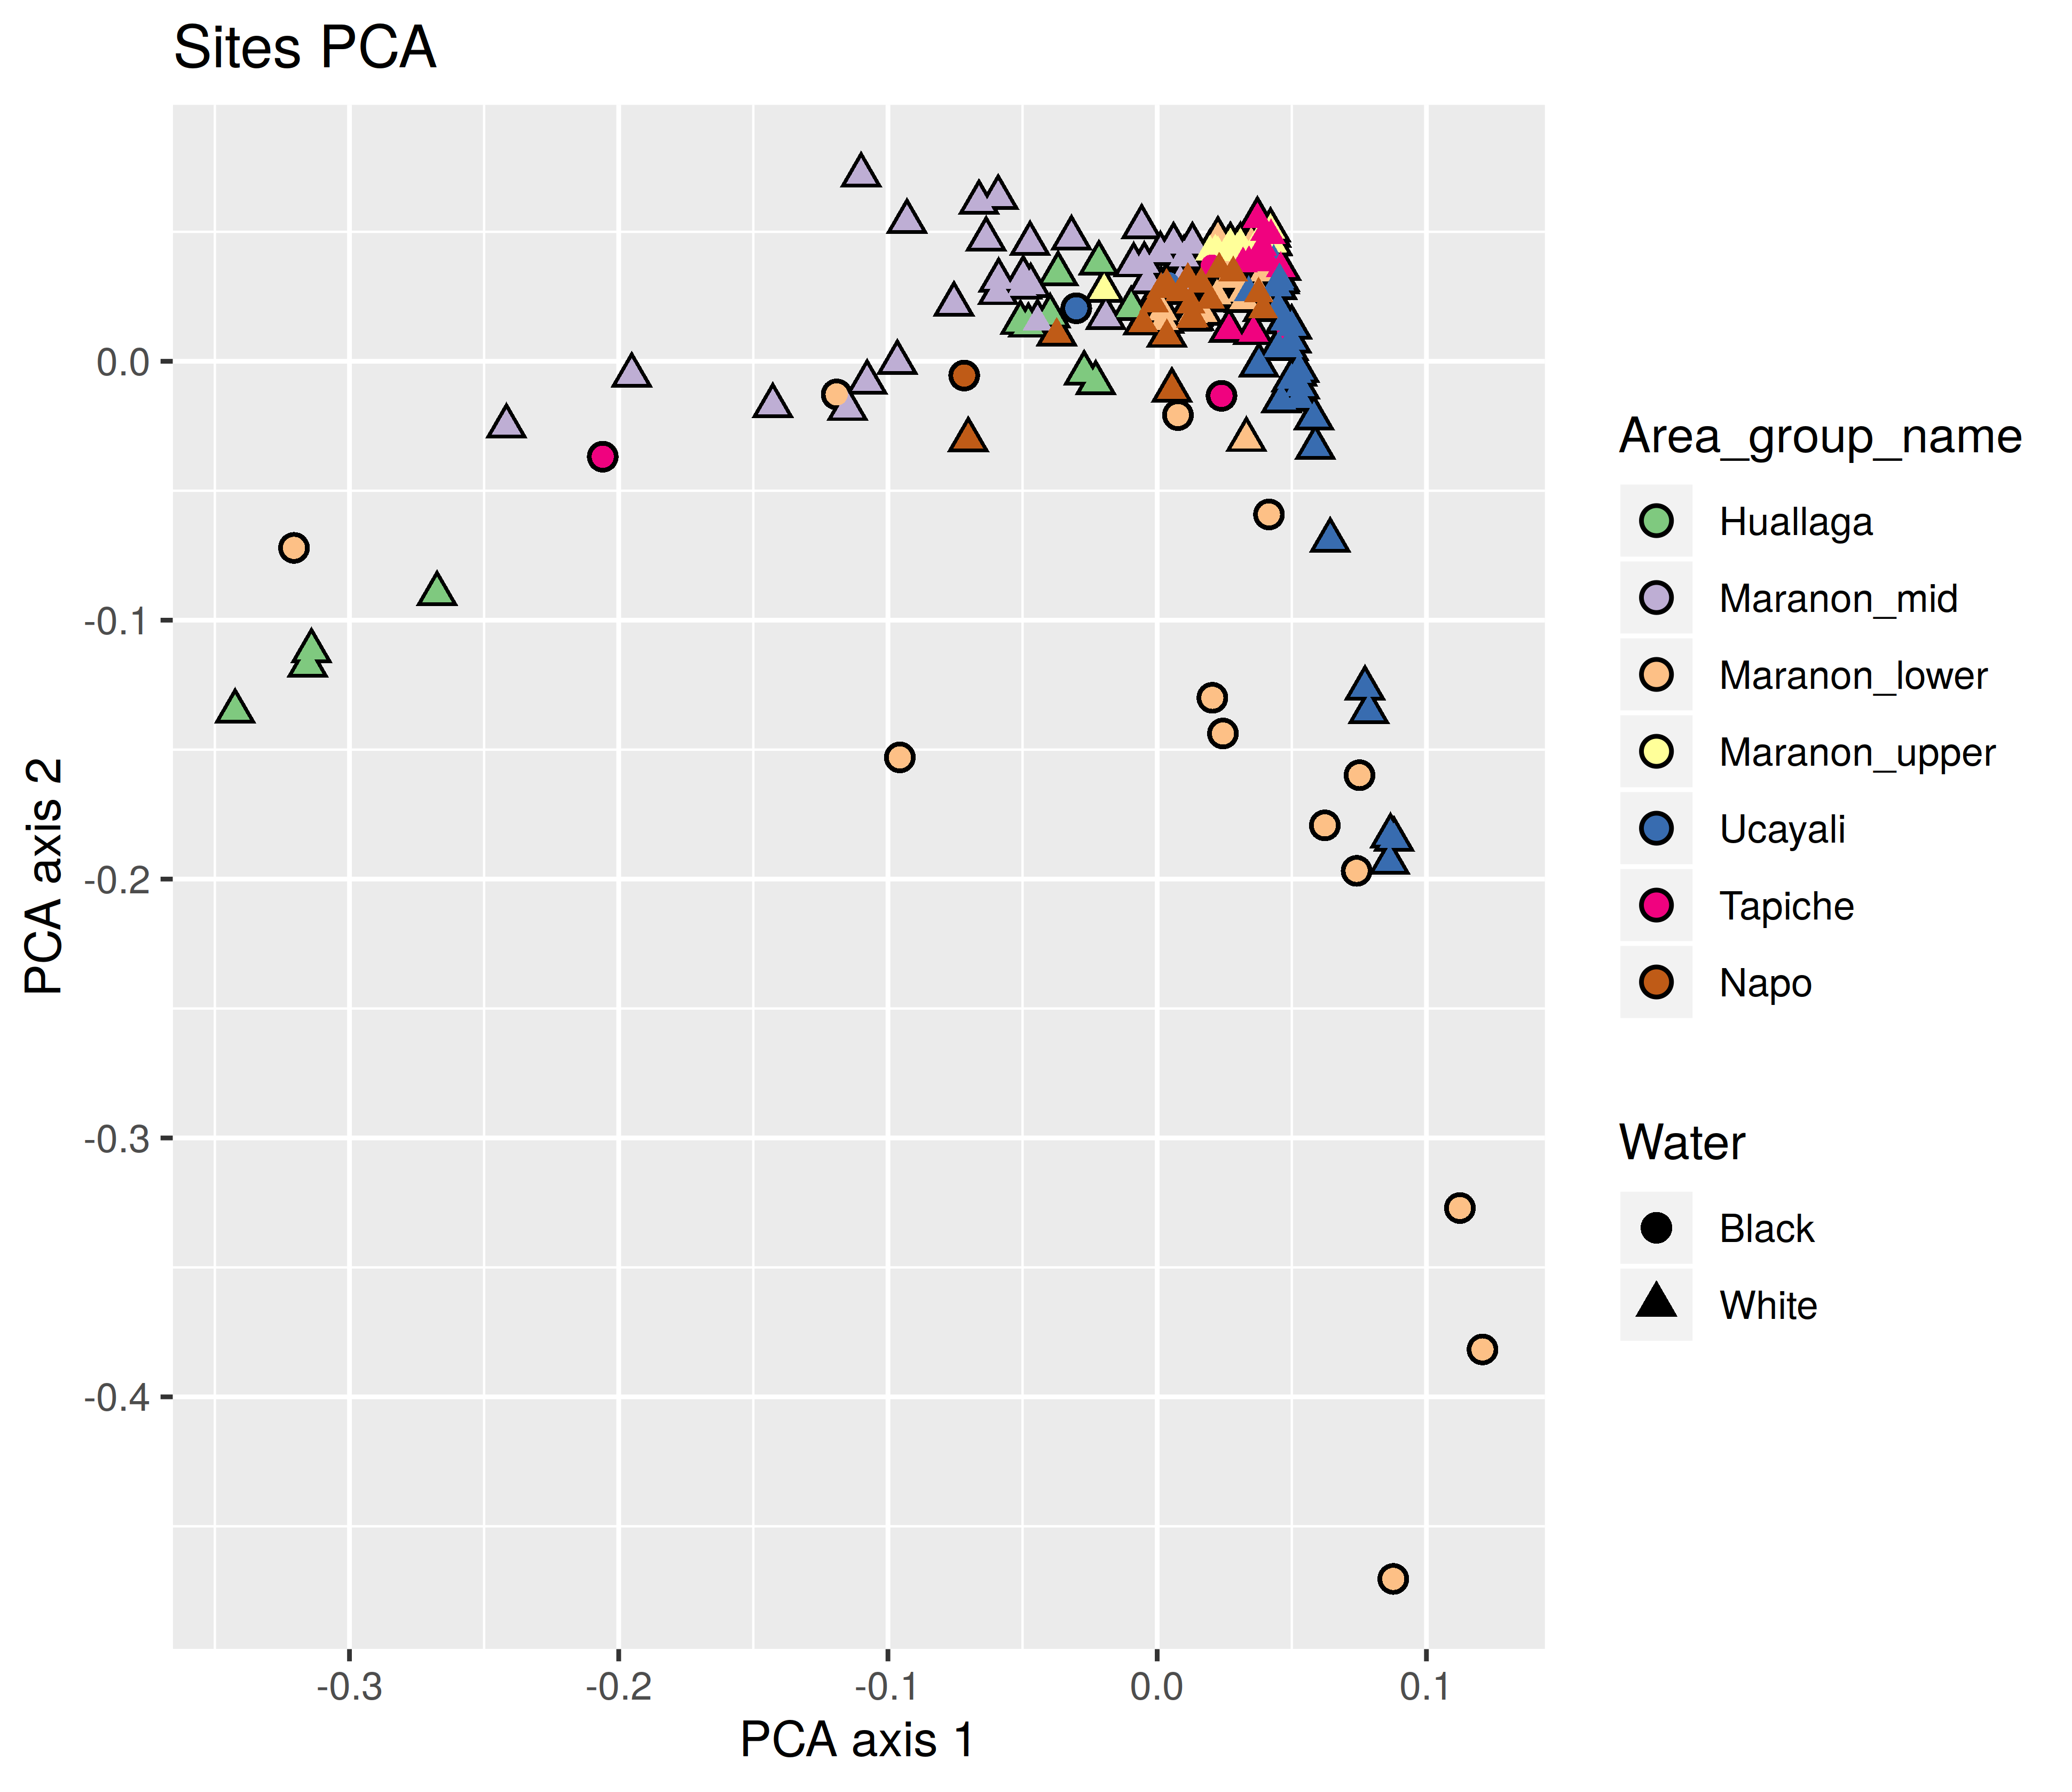 Sites PCA
0.0
-0.1
-0.2
-0.3
-0.4
PCA axis 2
-0.3
-0.2
-0.1
0.0
0.1
PCA axis 1
Area_group_name
Huallaga
Maranon_mid
Maranon_lower
Maranon_upper
Ucayali
Tapiche
Napo
Water
Black
White